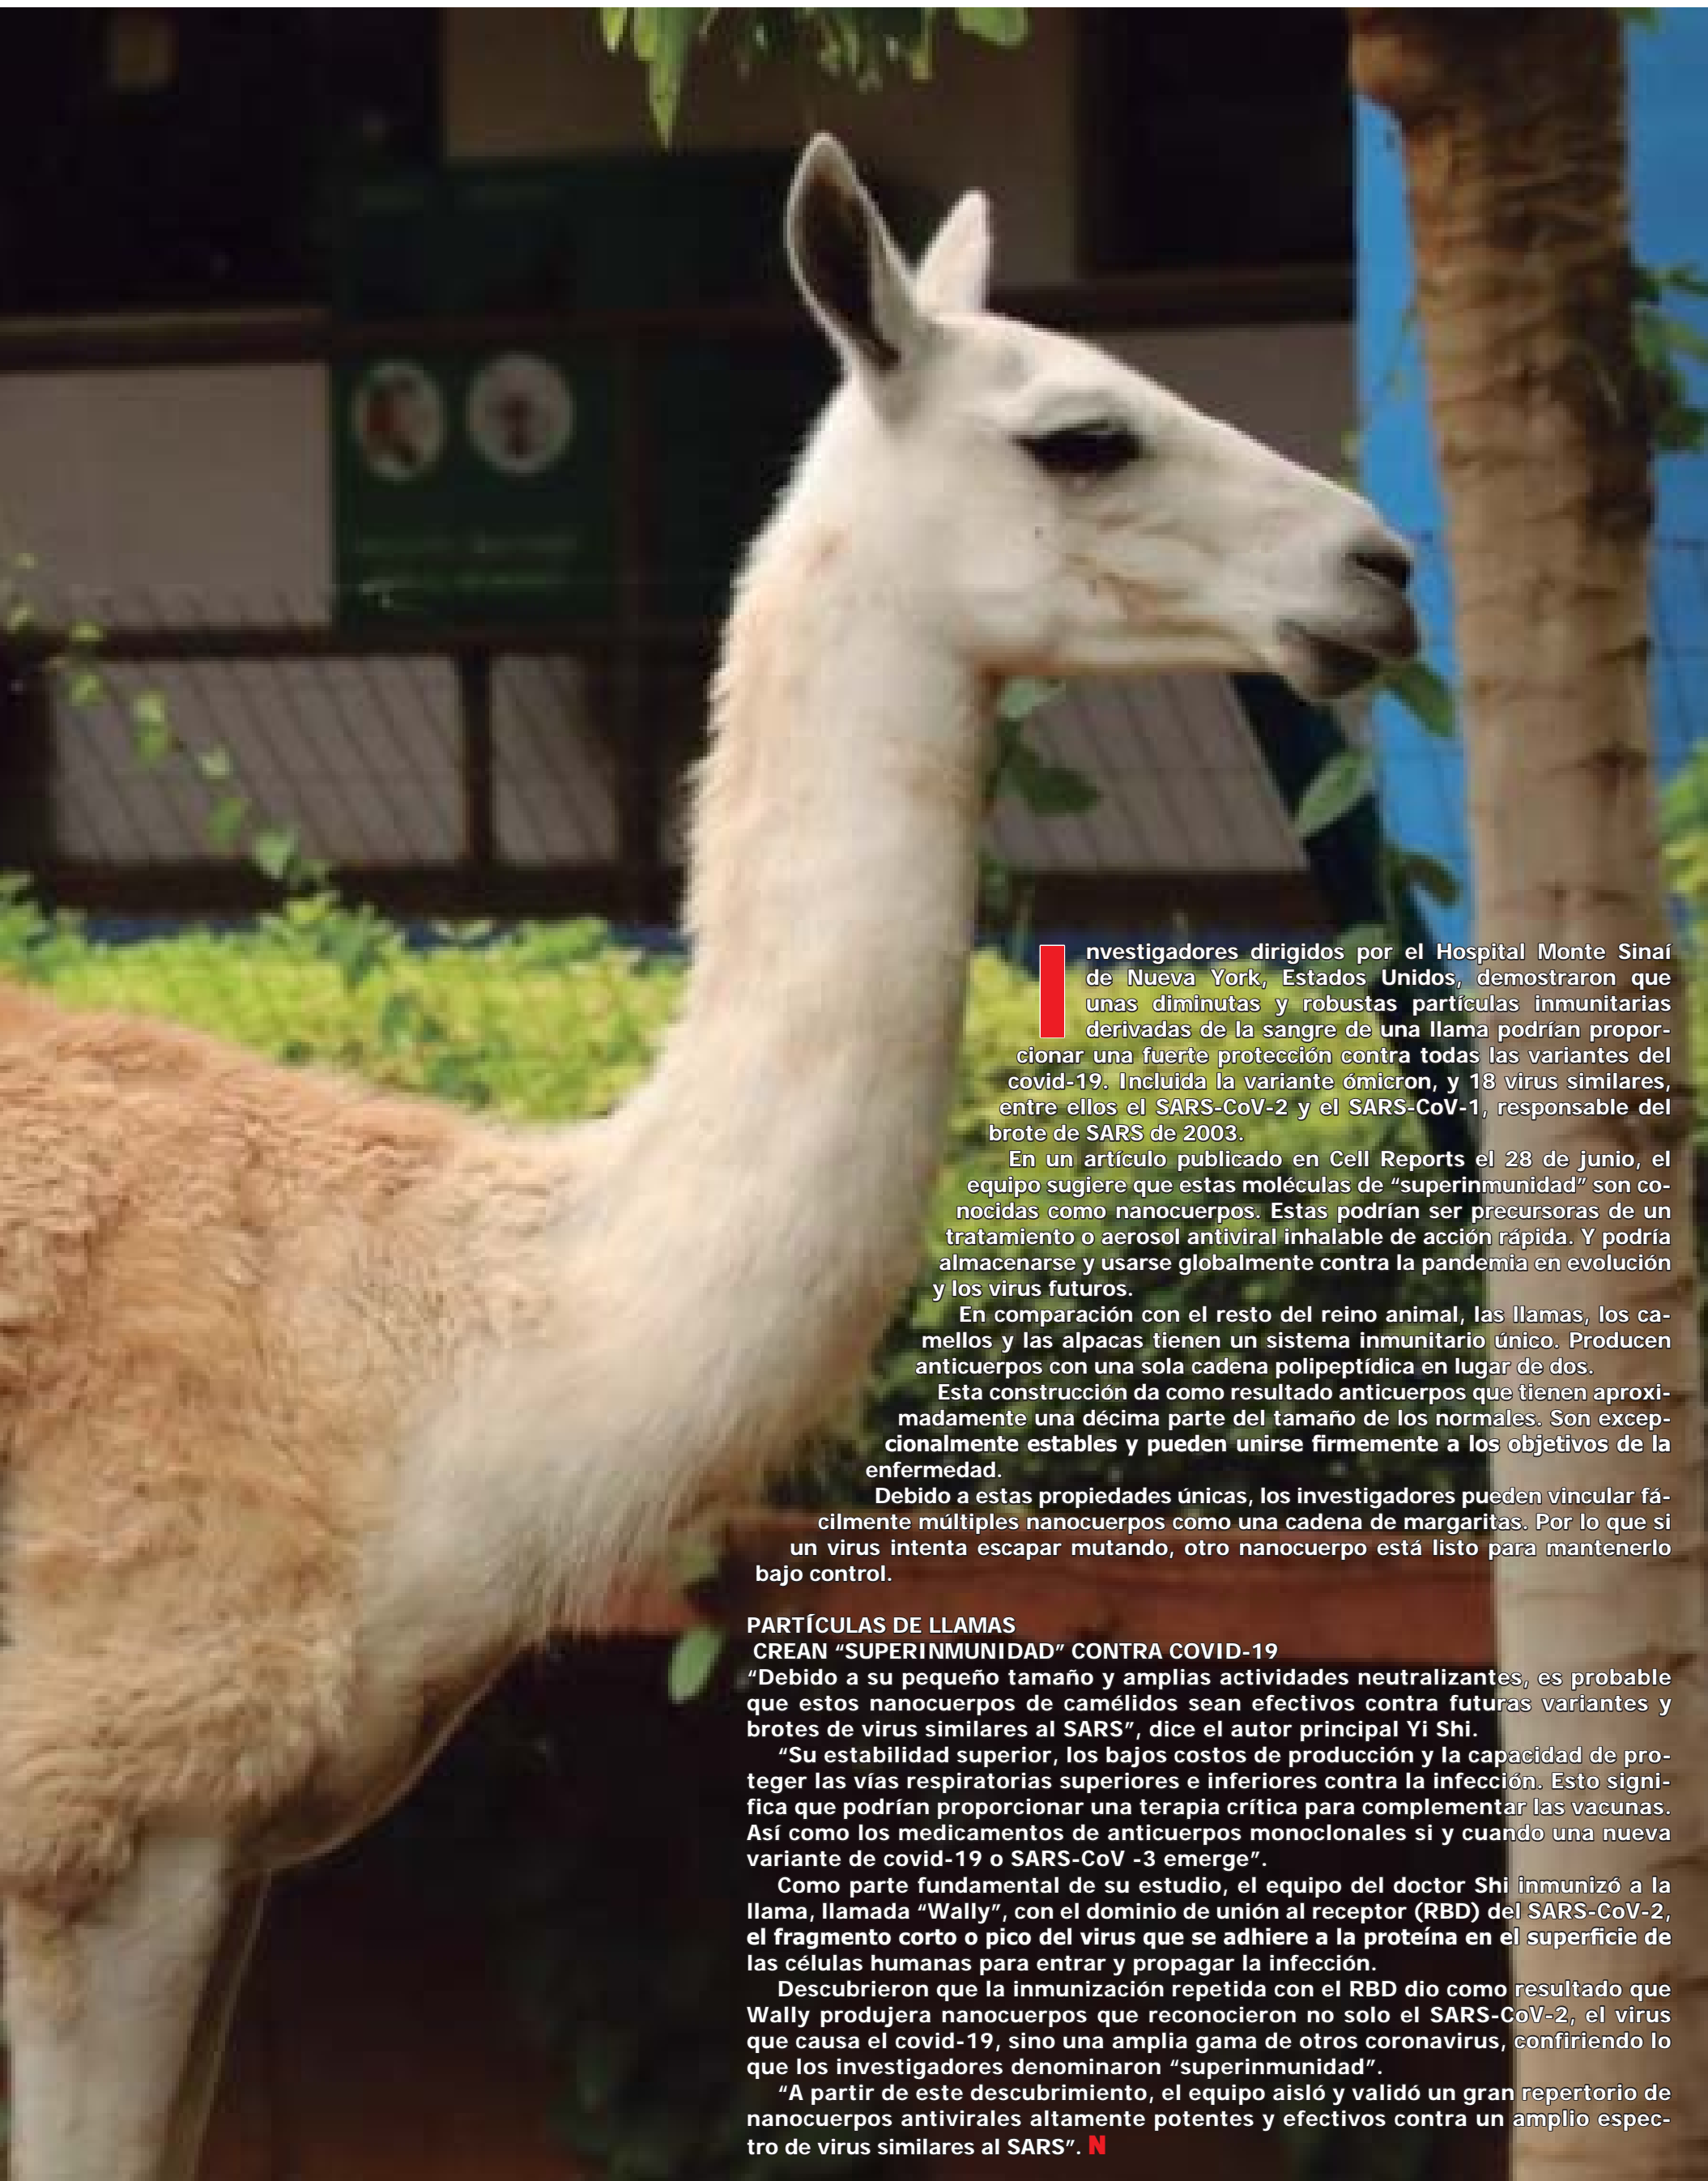 Investigadores dirigidos por el Hospital Monte Sinaí
de Nueva York, Estados Unidos, demostraron que
unas diminutas y robustas partículas inmunitarias
derivadas de la sangre de una llama podrían propor-
cionar una fuerte protección contra todas las variantes del
covid-19. Incluida la variante ómicron, y 18 virus similares,
entre ellos el SARS-CoV-2 y el SARS-CoV-1, responsable del
brote de SARS de 2003.
En un artículo publicado en Cell Reports el 28 de junio, el
equipo sugiere que estas moléculas de “superinmunidad” son co-
nocidas como nanocuerpos. Estas podrían ser precursoras de un
tratamiento o aerosol antiviral inhalable de acción rápida. Y podría
almacenarse y usarse globalmente contra la pandemia en evolución
y los virus futuros.
En comparación con el resto del reino animal, las llamas, los ca-
mellos y las alpacas tienen un sistema inmunitario único. Producen
anticuerpos con una sola cadena polipeptídica en lugar de dos.
Esta construcción da como resultado anticuerpos que tienen aproxi-
madamente una décima parte del tamaño de los normales. Son excep-
cionalmente estables y pueden unirse firmemente a los objetivos de la
enfermedad.
Debido a estas propiedades únicas, los investigadores pueden vincular fá-
cilmente múltiples nanocuerpos como una cadena de margaritas. Por lo que si
un virus intenta escapar mutando, otro nanocuerpo está listo para mantenerlo
bajo control.
PARTÍCULAS DE LLAMAS
CREAN “SUPERINMUNIDAD” CONTRA COVID-19
“Debido a su pequeño tamaño y amplias actividades neutralizantes, es probable
que estos nanocuerpos de camélidos sean efectivos contra futuras variantes y
brotes de virus similares al SARS”, dice el autor principal Yi Shi.
“Su estabilidad superior, los bajos costos de producción y la capacidad de pro-
teger las vías respiratorias superiores e inferiores contra la infección. Esto signi-
fica que podrían proporcionar una terapia crítica para complementar las vacunas.
Así como los medicamentos de anticuerpos monoclonales si y cuando una nueva
variante de covid-19 o SARS-CoV -3 emerge”.
Como parte fundamental de su estudio, el equipo del doctor Shi inmunizó a la
llama, llamada “Wally”, con el dominio de unión al receptor (RBD) del SARS-CoV-2,
el fragmento corto o pico del virus que se adhiere a la proteína en el superficie de
las células humanas para entrar y propagar la infección.
Descubrieron que la inmunización repetida con el RBD dio como resultado que
Wally produjera nanocuerpos que reconocieron no solo el SARS-CoV-2, el virus
que causa el covid-19, sino una amplia gama de otros coronavirus, confiriendo lo
que los investigadores denominaron “superinmunidad”.
“A partir de este descubrimiento, el equipo aisló y validó un gran repertorio de
nanocuerpos antivirales altamente potentes y efectivos contra un amplio espec-
tro de virus similares al SARS”. N